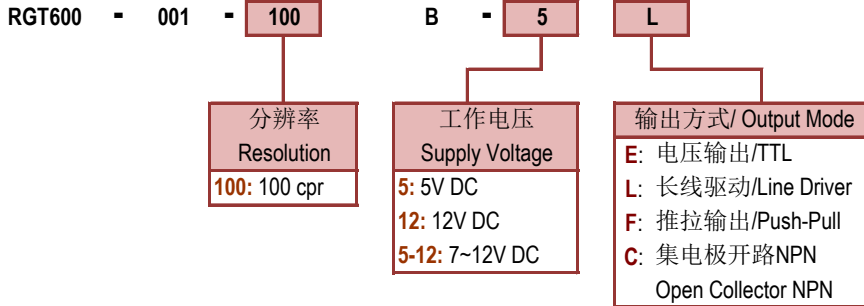 RGT600 - 001 - 100 B - 5 L
分辨率
Resolution
100: 100 cpr
工作电压
Supply Voltage
5: 5V DC
12: 12V DC
5-12: 7~12V DC
输出方式/ Output Mode
E: 电压输出/TTL
L: 长线驱动/Line Driver
F: 推拉输出/Push-Pull
C: 集电极开路NPN
Open Collector NPN